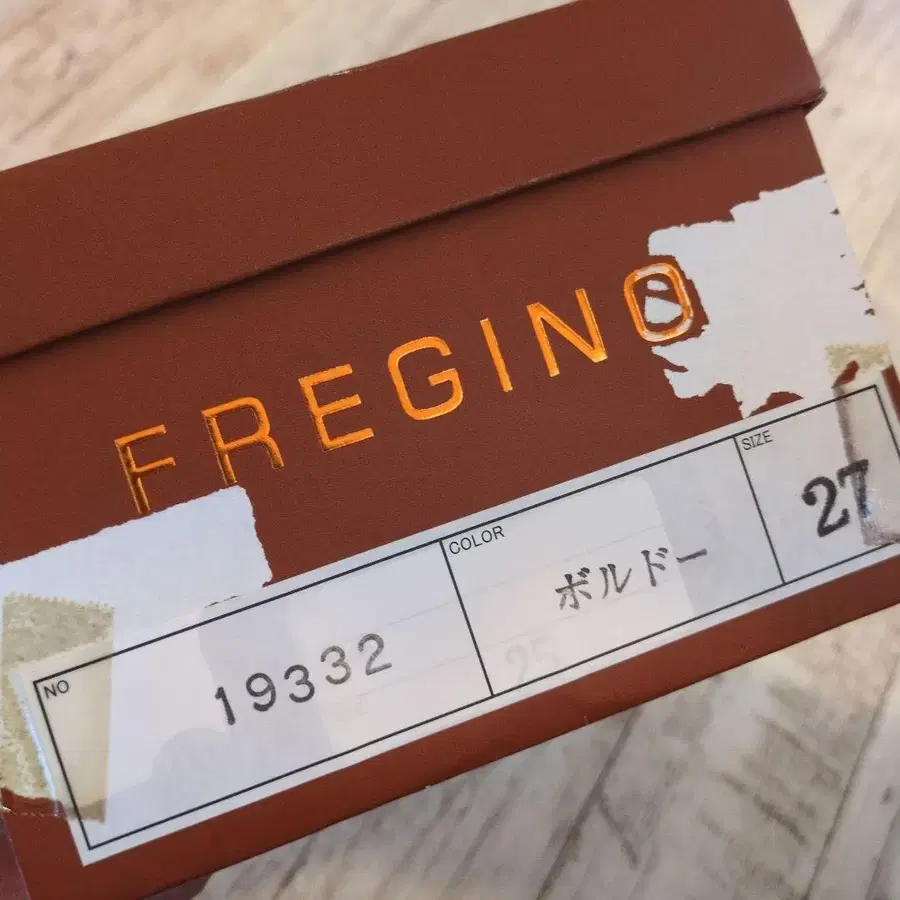 FREGINO
NO 19332
COLOR ボルドー
SIZE 27
25